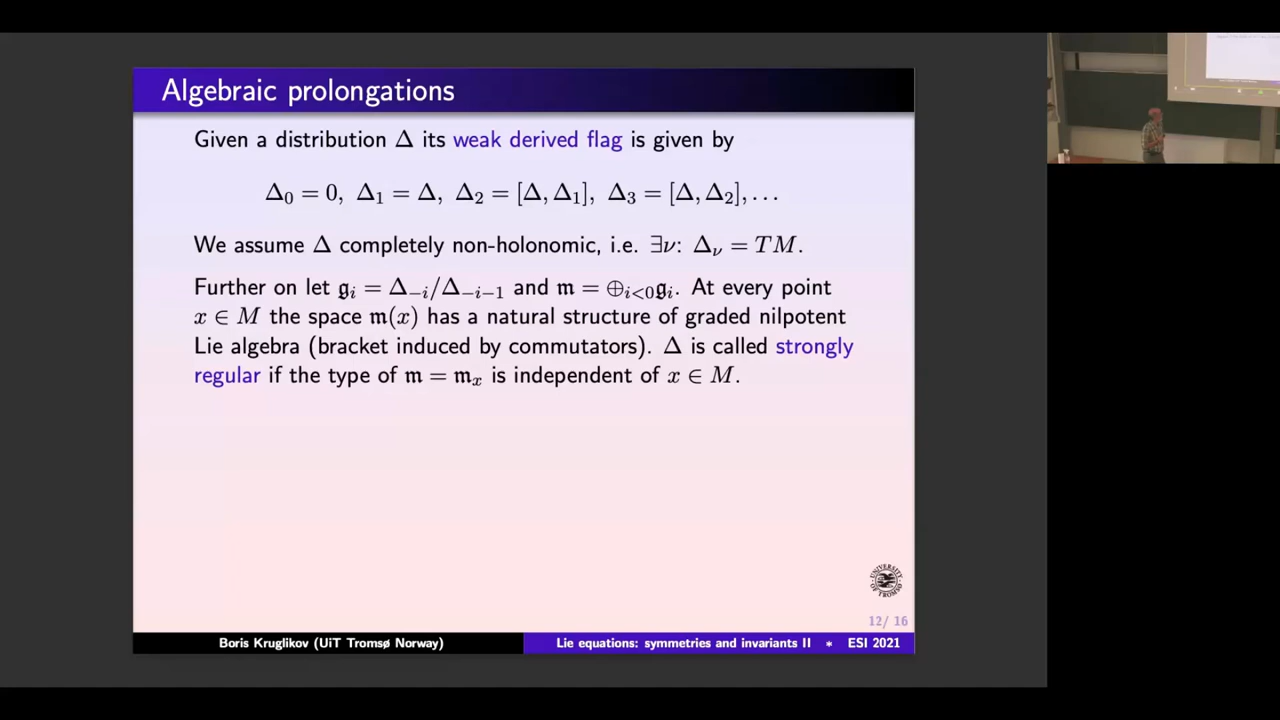 Algebraic prolongations
Given a distribution Δ its weak derived flag is given by
Δ₀ = 0, Δ₁ = Δ, Δ₂ = [Δ, Δ₁], Δ₃ = [Δ, Δ₂], . . .
We assume Δ completely non-holonomic, i.e. ∃ν: Δ_ν = TM.
Further on let 𝔤_i = Δ_{−i}/Δ_{−i−1} and 𝔪 = ⊕_{i<0}𝔤_i. At every point
x ∈ M the space 𝔪(x) has a natural structure of graded nilpotent
Lie algebra (bracket induced by commutators). Δ is called strongly
regular if the type of 𝔪 = 𝔪_x is independent of x ∈ M.
UNIVERSITY OF TROMSØ
12/ 16
Boris Kruglikov (UiT Tromsø Norway)
Lie equations: symmetries and invariants II * ESI 2021